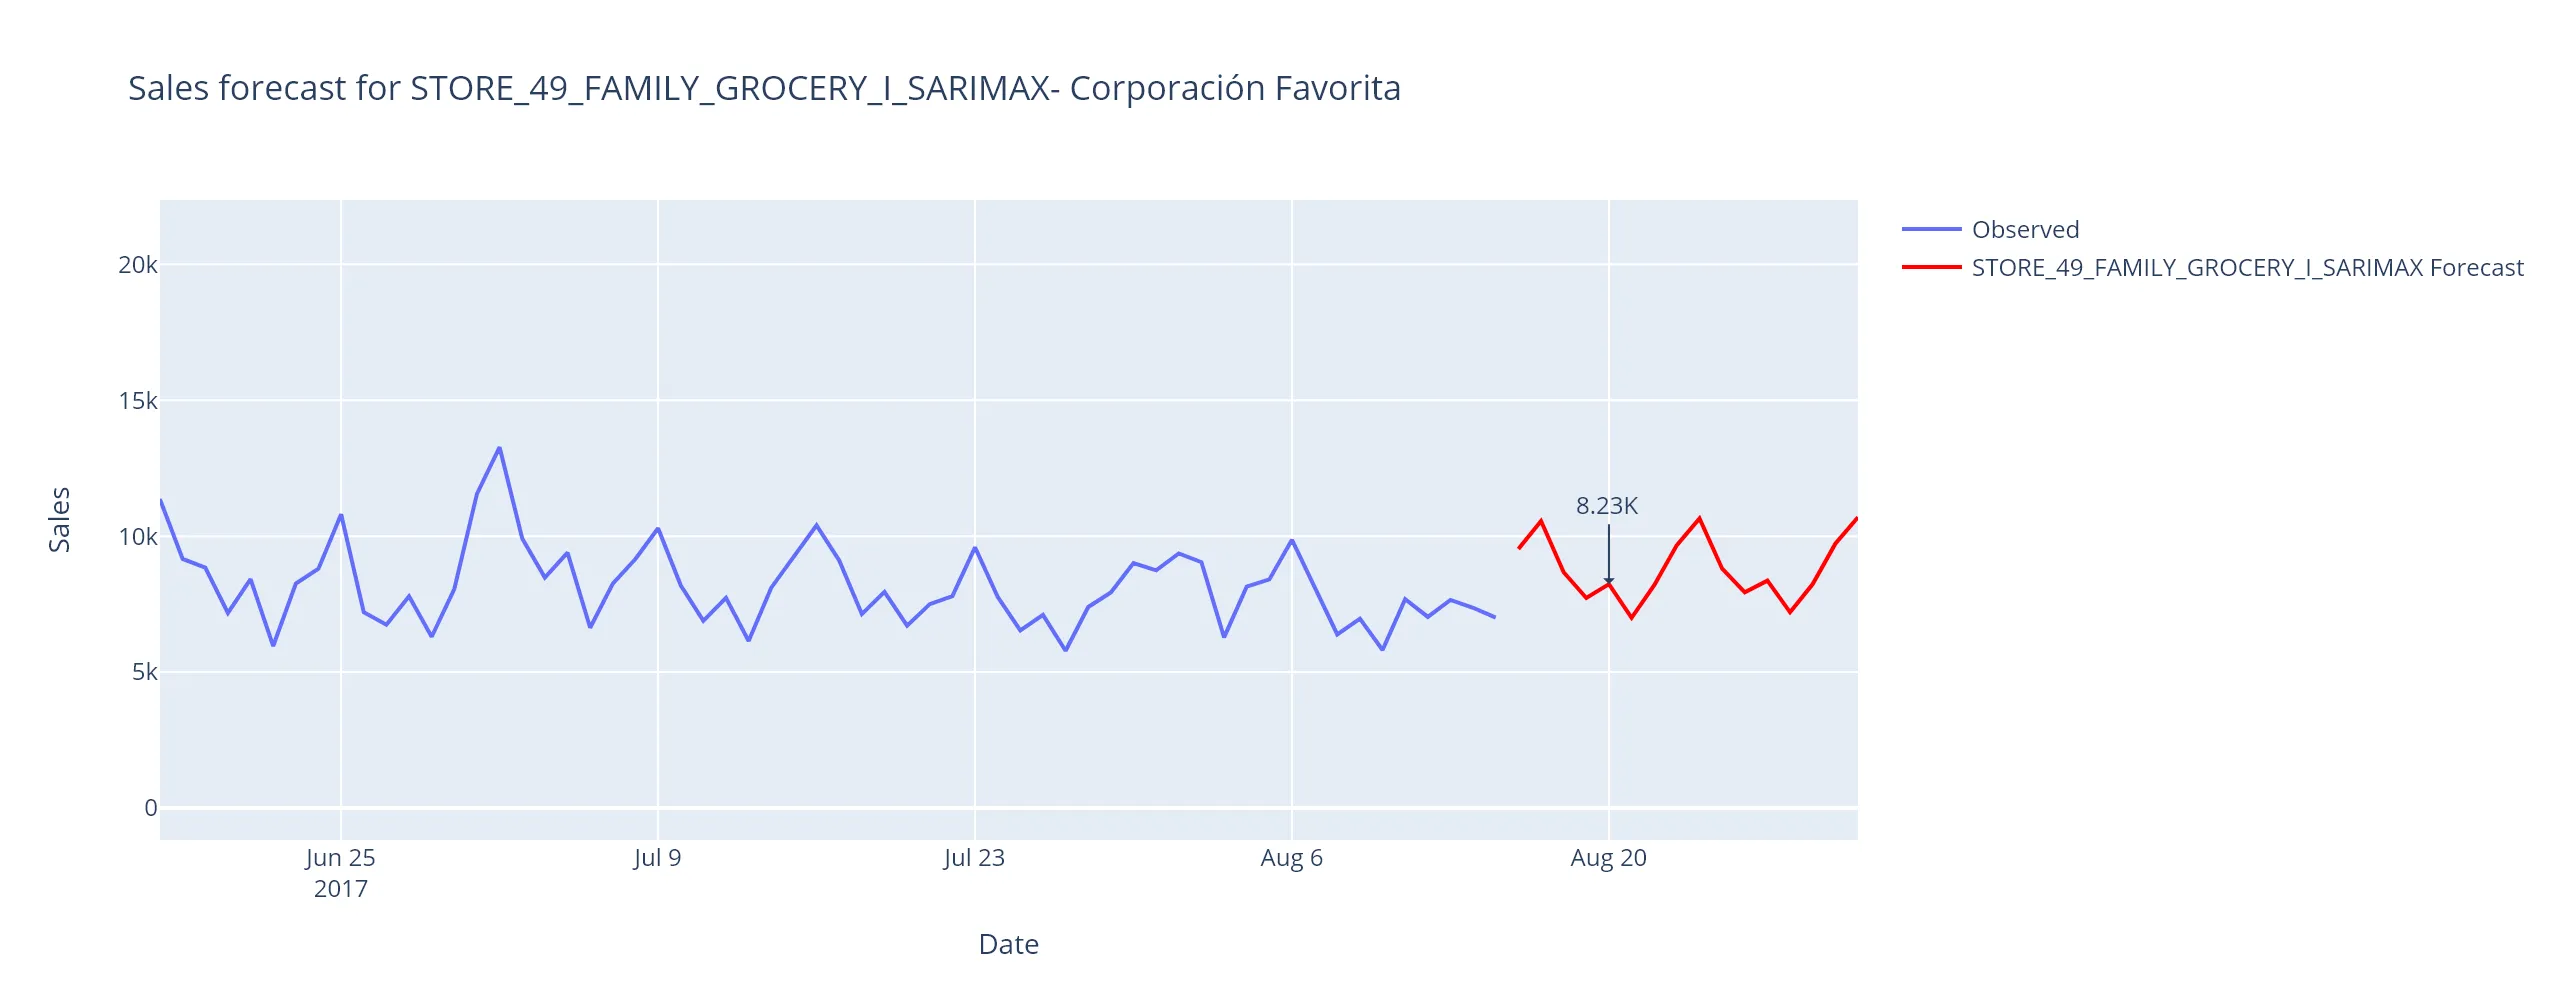 Sales forecast for STORE_49_FAMILY_GROCERY_I_SARIMAX- Corporación Favorita
Observed
STORE_49_FAMILY_GROCERY_I_SARIMAX Forecast
20k
15k
10k
5k
0
Sales
8.23K
Jun 25
2017
Jul 9
Jul 23
Aug 6
Aug 20
Date